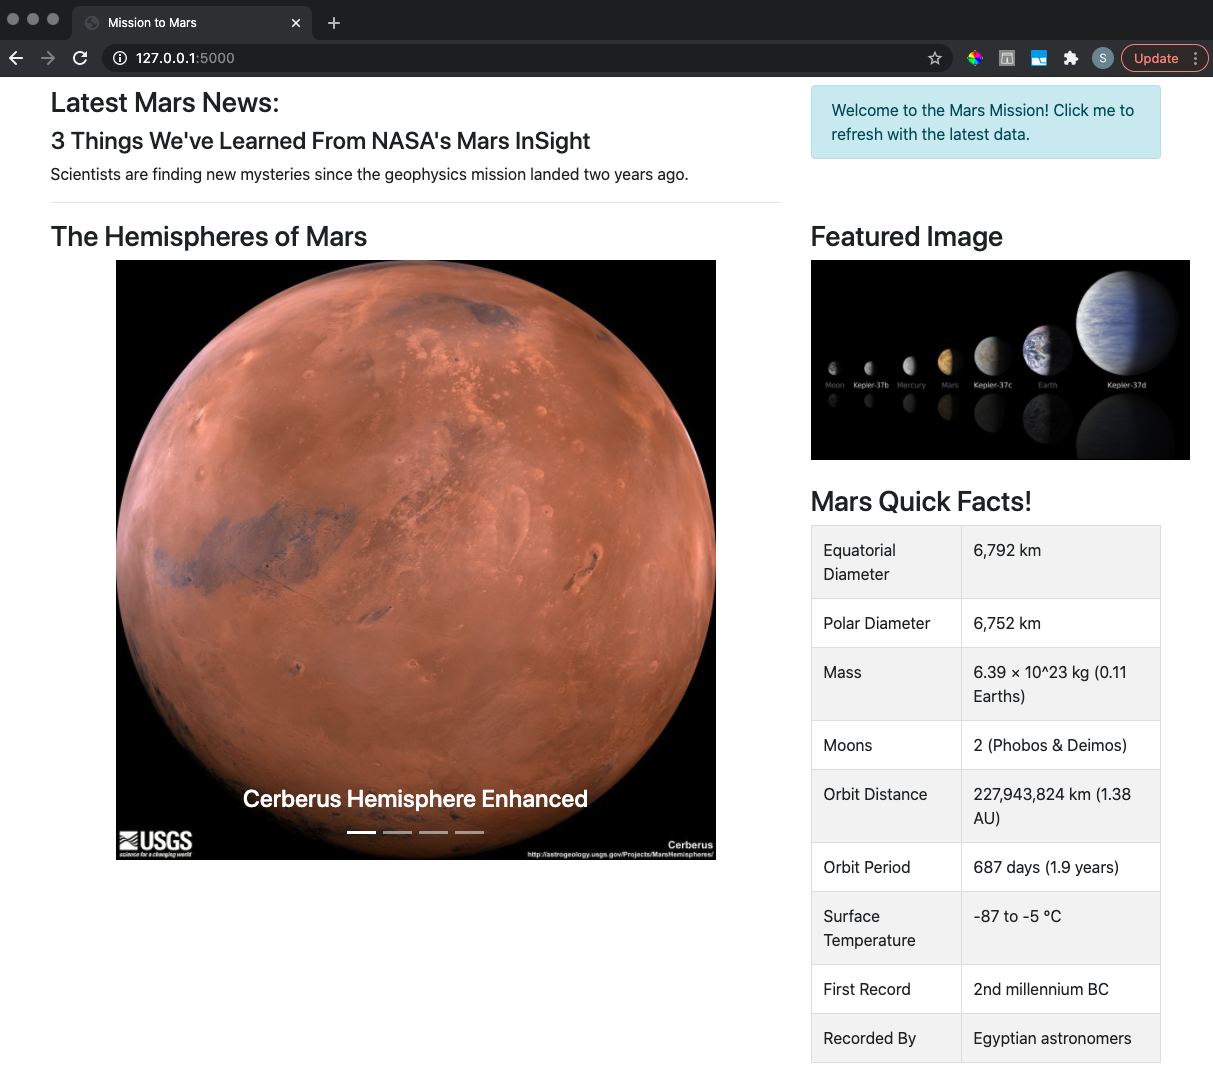 Mission to Mars
127.0.0.1:5000
S
Update
Latest Mars News:
3 Things We've Learned From NASA's Mars InSight
Scientists are finding new mysteries since the geophysics mission landed two years ago.
Welcome to the Mars Mission! Click me to
refresh with the latest data.
The Hemispheres of Mars
Cerberus Hemisphere Enhanced
USGS
science for a changing world
Cerberus
http://astrogeology.usgs.gov/Projects/MarsHemispheres/
Featured Image
Moon Kepler-37b Mercury Mars Kepler-37c Earth Kepler-37d
Mars Quick Facts!
Equatorial
Diameter
6,792 km
Polar Diameter
6,752 km
Mass
6.39 × 10^23 kg (0.11
Earths)
Moons
2 (Phobos & Deimos)
Orbit Distance
227,943,824 km (1.38
AU)
Orbit Period
687 days (1.9 years)
Surface
Temperature
-87 to -5 °C
First Record
2nd millennium BC
Recorded By
Egyptian astronomers